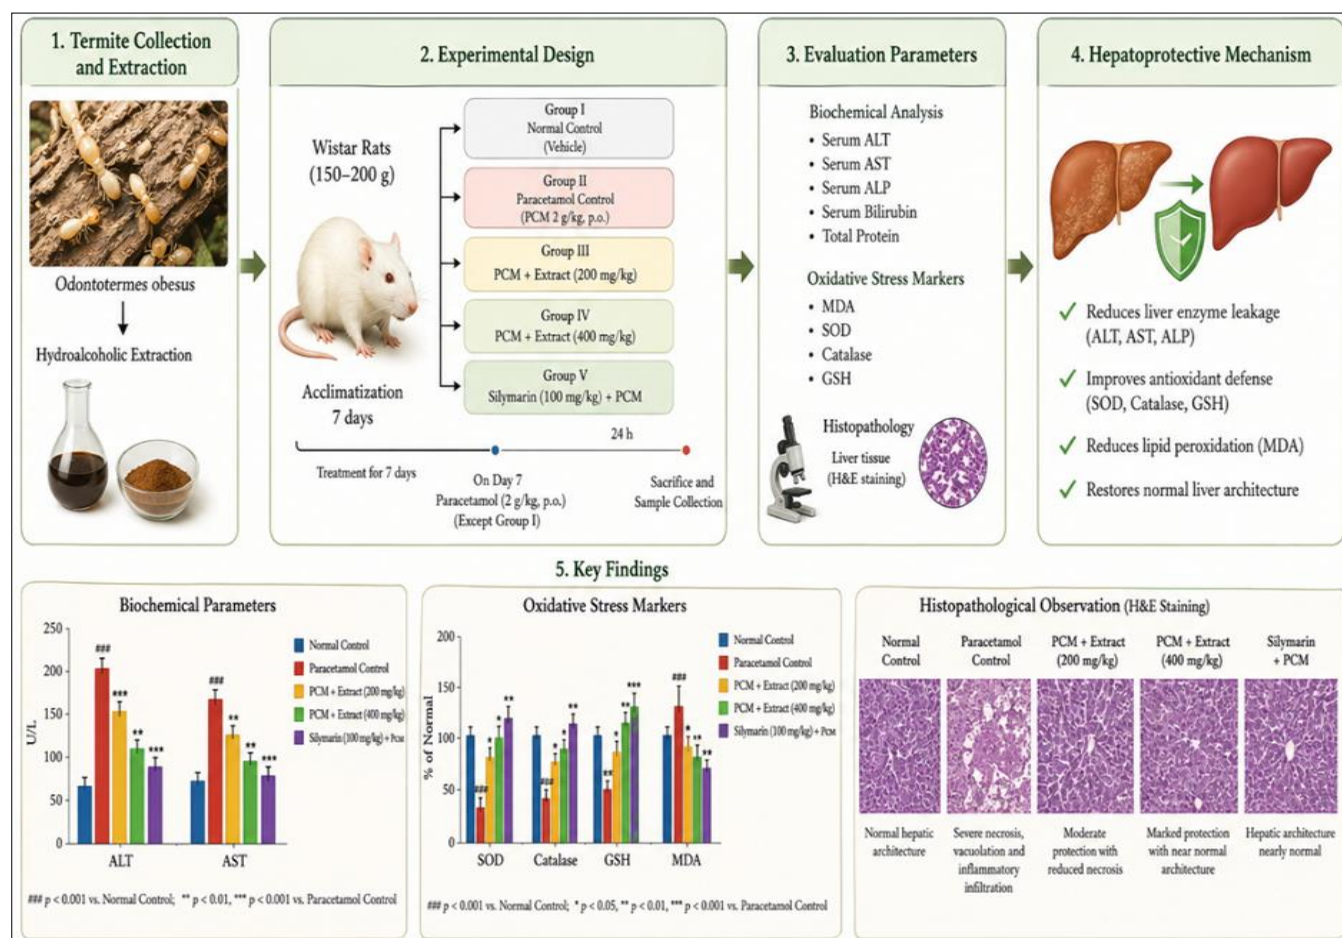 1. Termite Collection
and Extraction
Odontotermes obesus
Hydroalcoholic Extraction
2. Experimental Design
Wistar Rats
(150–200 g)
Acclimatization
7 days
Group I
Normal Control
(Vehicle)
Group II
Paracetamol Control
(PCM 2 g/kg, p.o.)
Group III
PCM + Extract (200 mg/kg)
Group IV
PCM + Extract (400 mg/kg)
Group V
Silymarin (100 mg/kg) + PCM
24 h
Treatment for 7 days
On Day 7
Paracetamol (2 g/kg, p.o.)
(Except Group I)
Sacrifice and
Sample Collection
3. Evaluation Parameters
Biochemical Analysis
• Serum ALT
• Serum AST
• Serum ALP
• Serum Bilirubin
• Total Protein
Oxidative Stress Markers
• MDA
• SOD
• Catalase
• GSH
Histopathology
Liver tissue
(H&E staining)
4. Hepatoprotective Mechanism
✓ Reduces liver enzyme leakage
(ALT, AST, ALP)
✓ Improves antioxidant defense
(SOD, Catalase, GSH)
✓ Reduces lipid peroxidation (MDA)
✓ Restores normal liver architecture
5. Key Findings
Biochemical Parameters
U/L
250
200
150
100
50
0
###
***
**
***
###
**
**
***
ALT
AST
Normal Control
Paracetamol Control
PCM + Extract (200 mg/kg)
PCM + Extract (400 mg/kg)
Silymarin (100 mg/kg) + PCM
### p < 0.001 vs. Normal Control; ** p < 0.01, *** p < 0.001 vs. Paracetamol Control
Oxidative Stress Markers
% of Normal
200
150
100
50
0
###
*
*
**
###
*
*
**
**
*
**
***
###
*
**
**
SOD
Catalase
GSH
MDA
Normal Control
Paracetamol Control
PCM + Extract (200 mg/kg)
PCM + Extract (400 mg/kg)
Silymarin (100 mg/kg) + PCM
### p < 0.001 vs. Normal Control; * p < 0.05, ** p < 0.01, *** p < 0.001 vs. Paracetamol Control
Histopathological Observation (H&E Staining)
Normal
Control
Paracetamol
Control
PCM + Extract
(200 mg/kg)
PCM + Extract
(400 mg/kg)
Silymarin
+ PCM
Normal hepatic
architecture
Severe necrosis,
vacuolation and
inflammatory
infiltration
Moderate
protection with
reduced necrosis
Marked protection
with near normal
architecture
Hepatic architecture
nearly normal